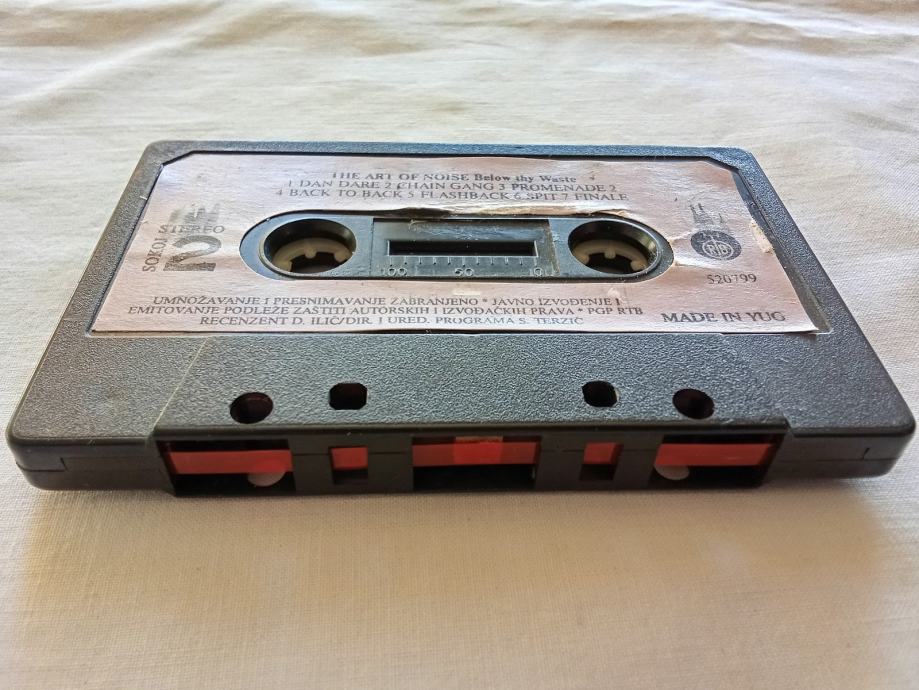 THE ART OF NOISE Below thy Waste
1 DAN DARE 2 CHAIN GANG 3 PROMENADE 2
4 BACK TO BACK 5 FLASHBACK 6 SPIT 7 FINALE
SOKOJ
STEREO
2
100 50
520799
UMNOŽAVANJE I PRESNIMAVANJE ZABRANJENO * JAVNO IZVOĐENJE I
EMITOVANJE PODLEŽE ZAŠTITI AUTORSKIH I IZVOĐAČKIH PRAVA * PGP RTB
RECENZENT D. ILIĆ/DIR. I URED. PROGRAMA S. TERZIĆ
MADE IN YUG